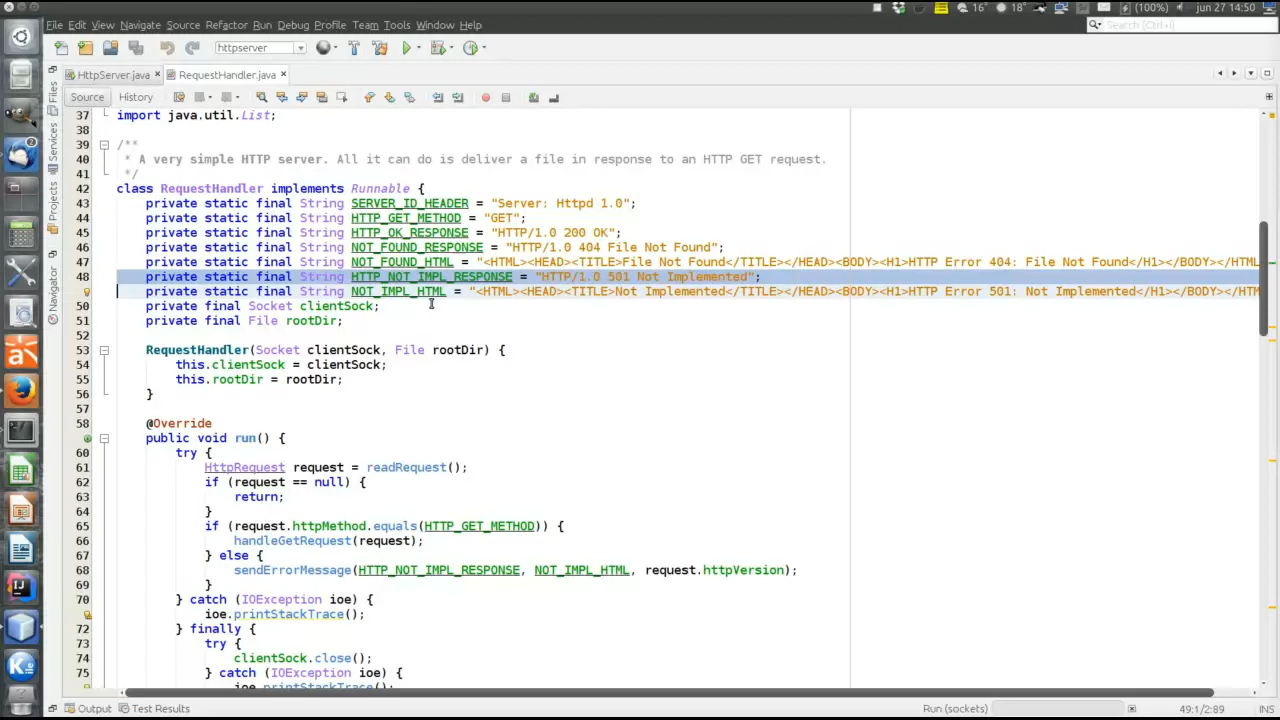 16° 18° (100%) jun 27 14:50
File Edit View Navigate Source Refactor Run Debug Profile Team Tools Window Help
Search (Ctrl+I)
httpserver
HttpServer.java RequestHandler.java
Source History
Files
Services
Projects
Navigator
37 import java.util.List;
38
39 /**
40 * A very simple HTTP server. All it can do is deliver a file in response to an HTTP GET request.
41 */
42 class RequestHandler implements Runnable {
43 private static final String SERVER_ID_HEADER = "Server: Httpd 1.0";
44 private static final String HTTP_GET_METHOD = "GET";
45 private static final String HTTP_OK_RESPONSE = "HTTP/1.0 200 OK";
46 private static final String NOT_FOUND_RESPONSE = "HTTP/1.0 404 File Not Found";
47 private static final String NOT_FOUND_HTML = "<HTML><HEAD><TITLE>File Not Found</TITLE></HEAD><BODY><H1>HTTP Error 404: File Not Found</H1></BODY></HTML
48 private static final String HTTP_NOT_IMPL_RESPONSE = "HTTP/1.0 501 Not Implemented";
private static final String NOT_IMPL_HTML = "<HTML><HEAD><TITLE>Not Implemented</TITLE></HEAD><BODY><H1>HTTP Error 501: Not Implemented</H1></BODY></HTM
50 private final Socket clientSock;
51 private final File rootDir;
52
53 RequestHandler(Socket clientSock, File rootDir) {
54 this.clientSock = clientSock;
55 this.rootDir = rootDir;
56 }
57
58 @Override
public void run() {
60 try {
61 HttpRequest request = readRequest();
62 if (request == null) {
63 return;
64 }
65 if (request.httpMethod.equals(HTTP_GET_METHOD)) {
66 handleGetRequest(request);
67 } else {
68 sendErrorMessage(HTTP_NOT_IMPL_RESPONSE, NOT_IMPL_HTML, request.httpVersion);
69 }
70 } catch (IOException ioe) {
ioe.printStackTrace();
72 } finally {
73 try {
74 clientSock.close();
75 } catch (IOException ioe) {
ioe.printStackTrace();
Output Test Results Run (sockets) 49:1/2:89 INS